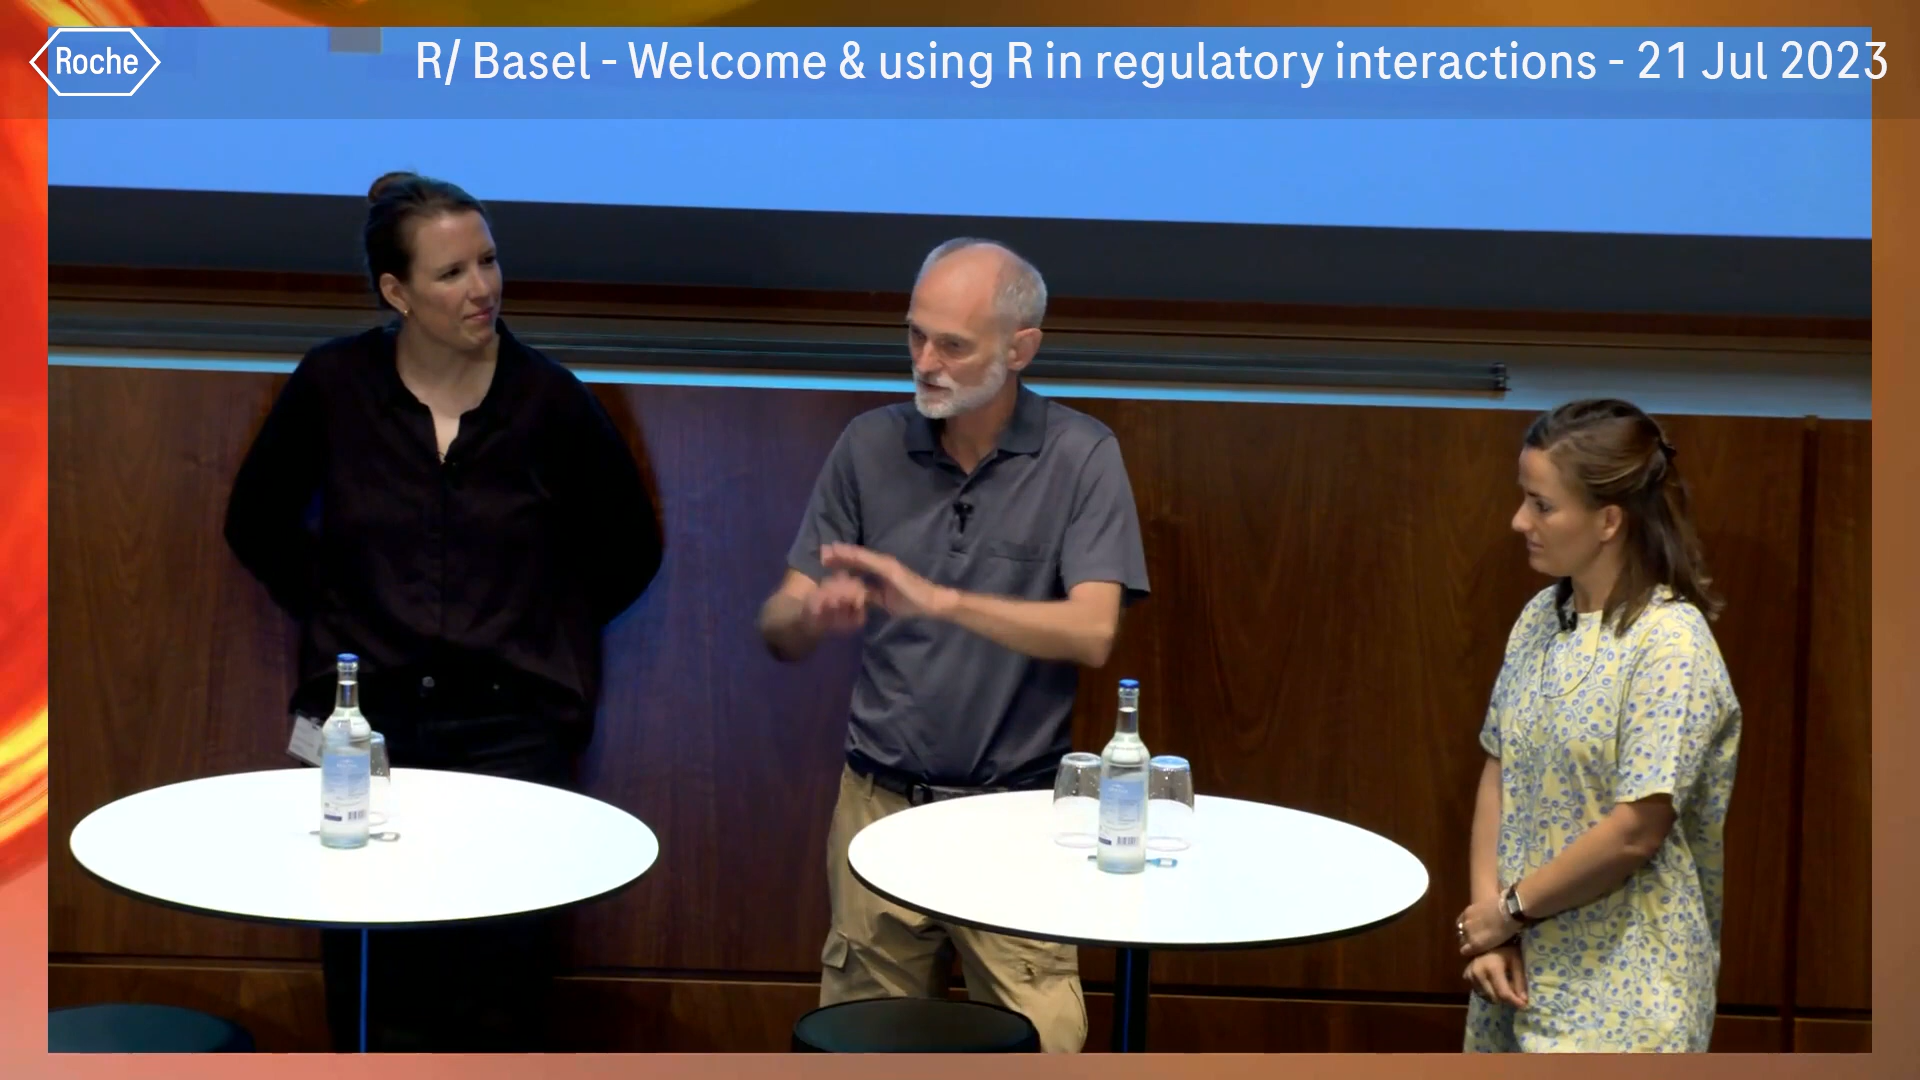 Roche
R/ Basel - Welcome & using R in regulatory interactions - 21 Jul 2023